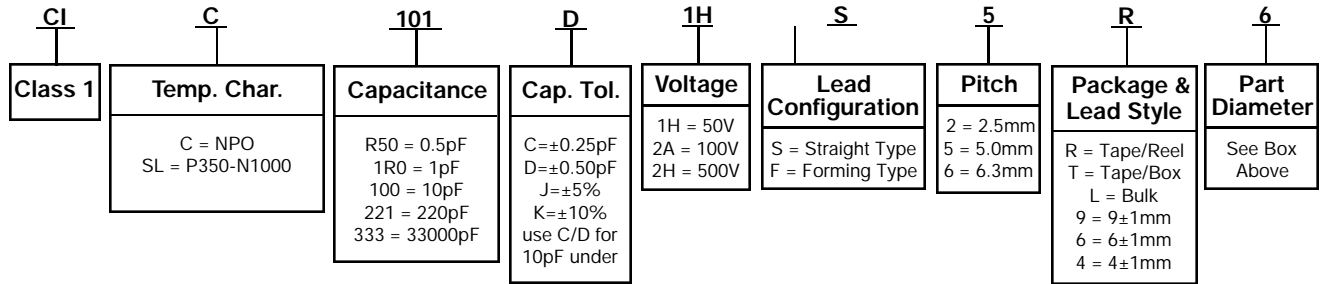 CI C 101 D 1H S 5 R 6
Class 1
Temp. Char.
C = NPO
SL = P350-N1000
Capacitance
R50 = 0.5pF
1R0 = 1pF
100 = 10pF
221 = 220pF
333 = 33000pF
Cap. Tol.
C=±0.25pF
D=±0.50pF
J=±5%
K=±10%
use C/D for
10pF under
Voltage
1H = 50V
2A = 100V
2H = 500V
Lead
Configuration
S = Straight Type
F = Forming Type
Pitch
2 = 2.5mm
5 = 5.0mm
6 = 6.3mm
Package &
Lead Style
R = Tape/Reel
T = Tape/Box
L = Bulk
9 = 9±1mm
6 = 6±1mm
4 = 4±1mm
Part
Diameter
See Box
Above